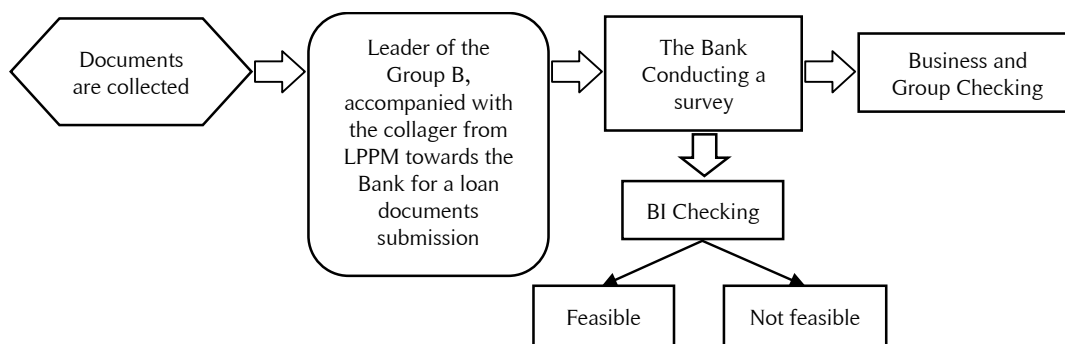 Documents
are collected
Leader of the
Group B,
accompanied with
the collager from
LPPM towards the
Bank for a loan
documents
submission
The Bank
Conducting a
survey
Business and
Group Checking
BI Checking
Feasible
Not feasible